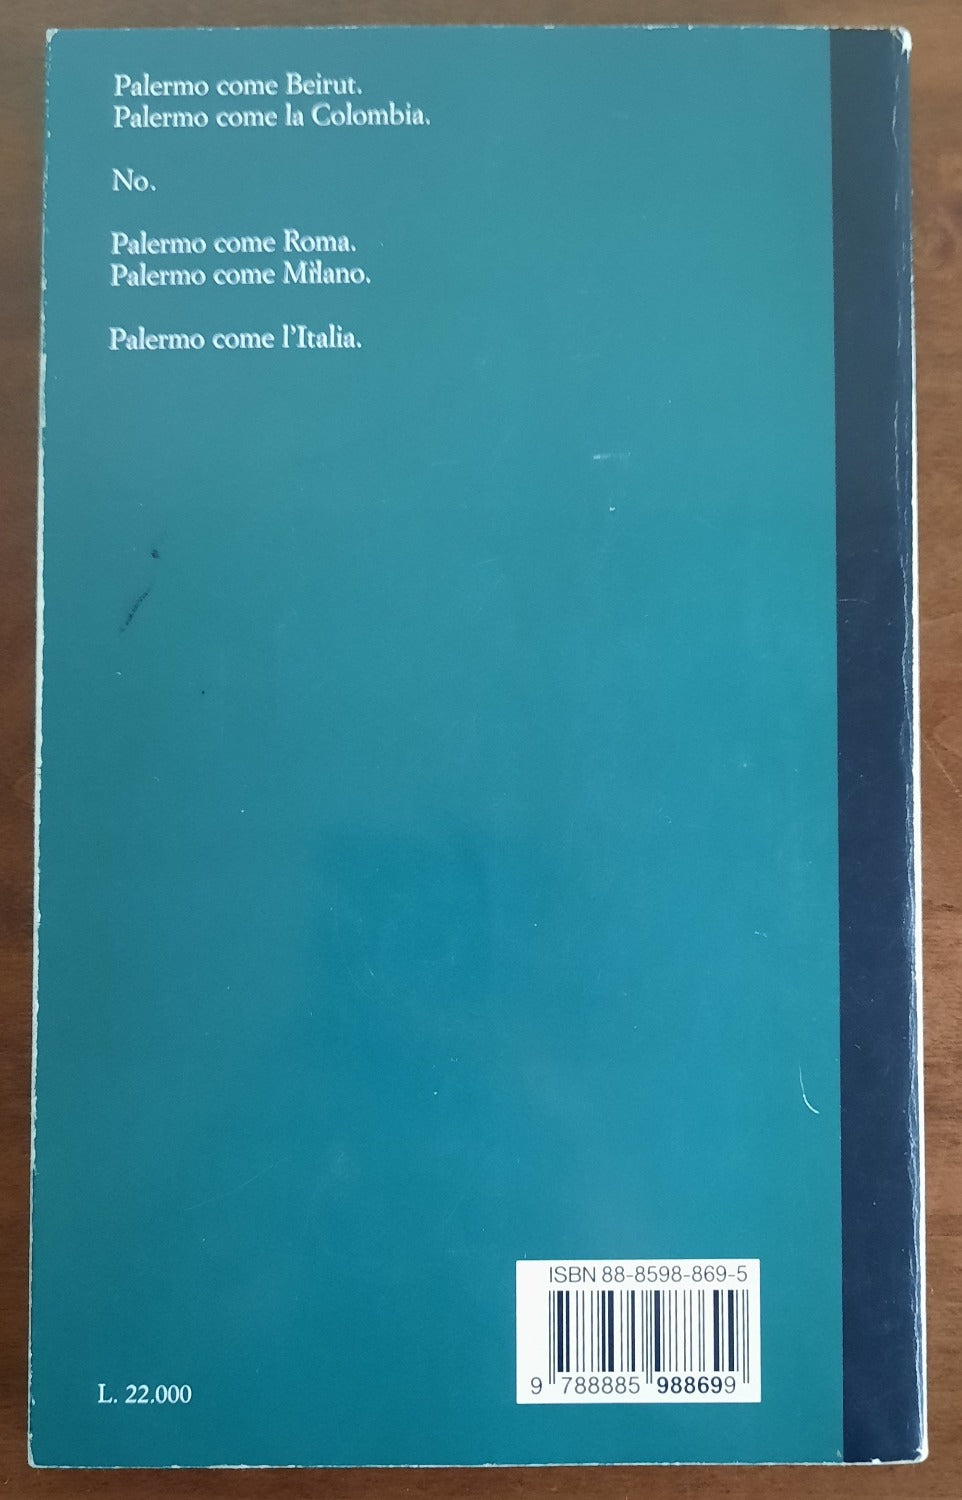 Palermo come Beirut.
Palermo come la Colombia.
No.
Palermo come Roma.
Palermo come Milano.
Palermo come l'Italia.
ISBN 88-8598-869-5
9 788885 988699
L. 22.000